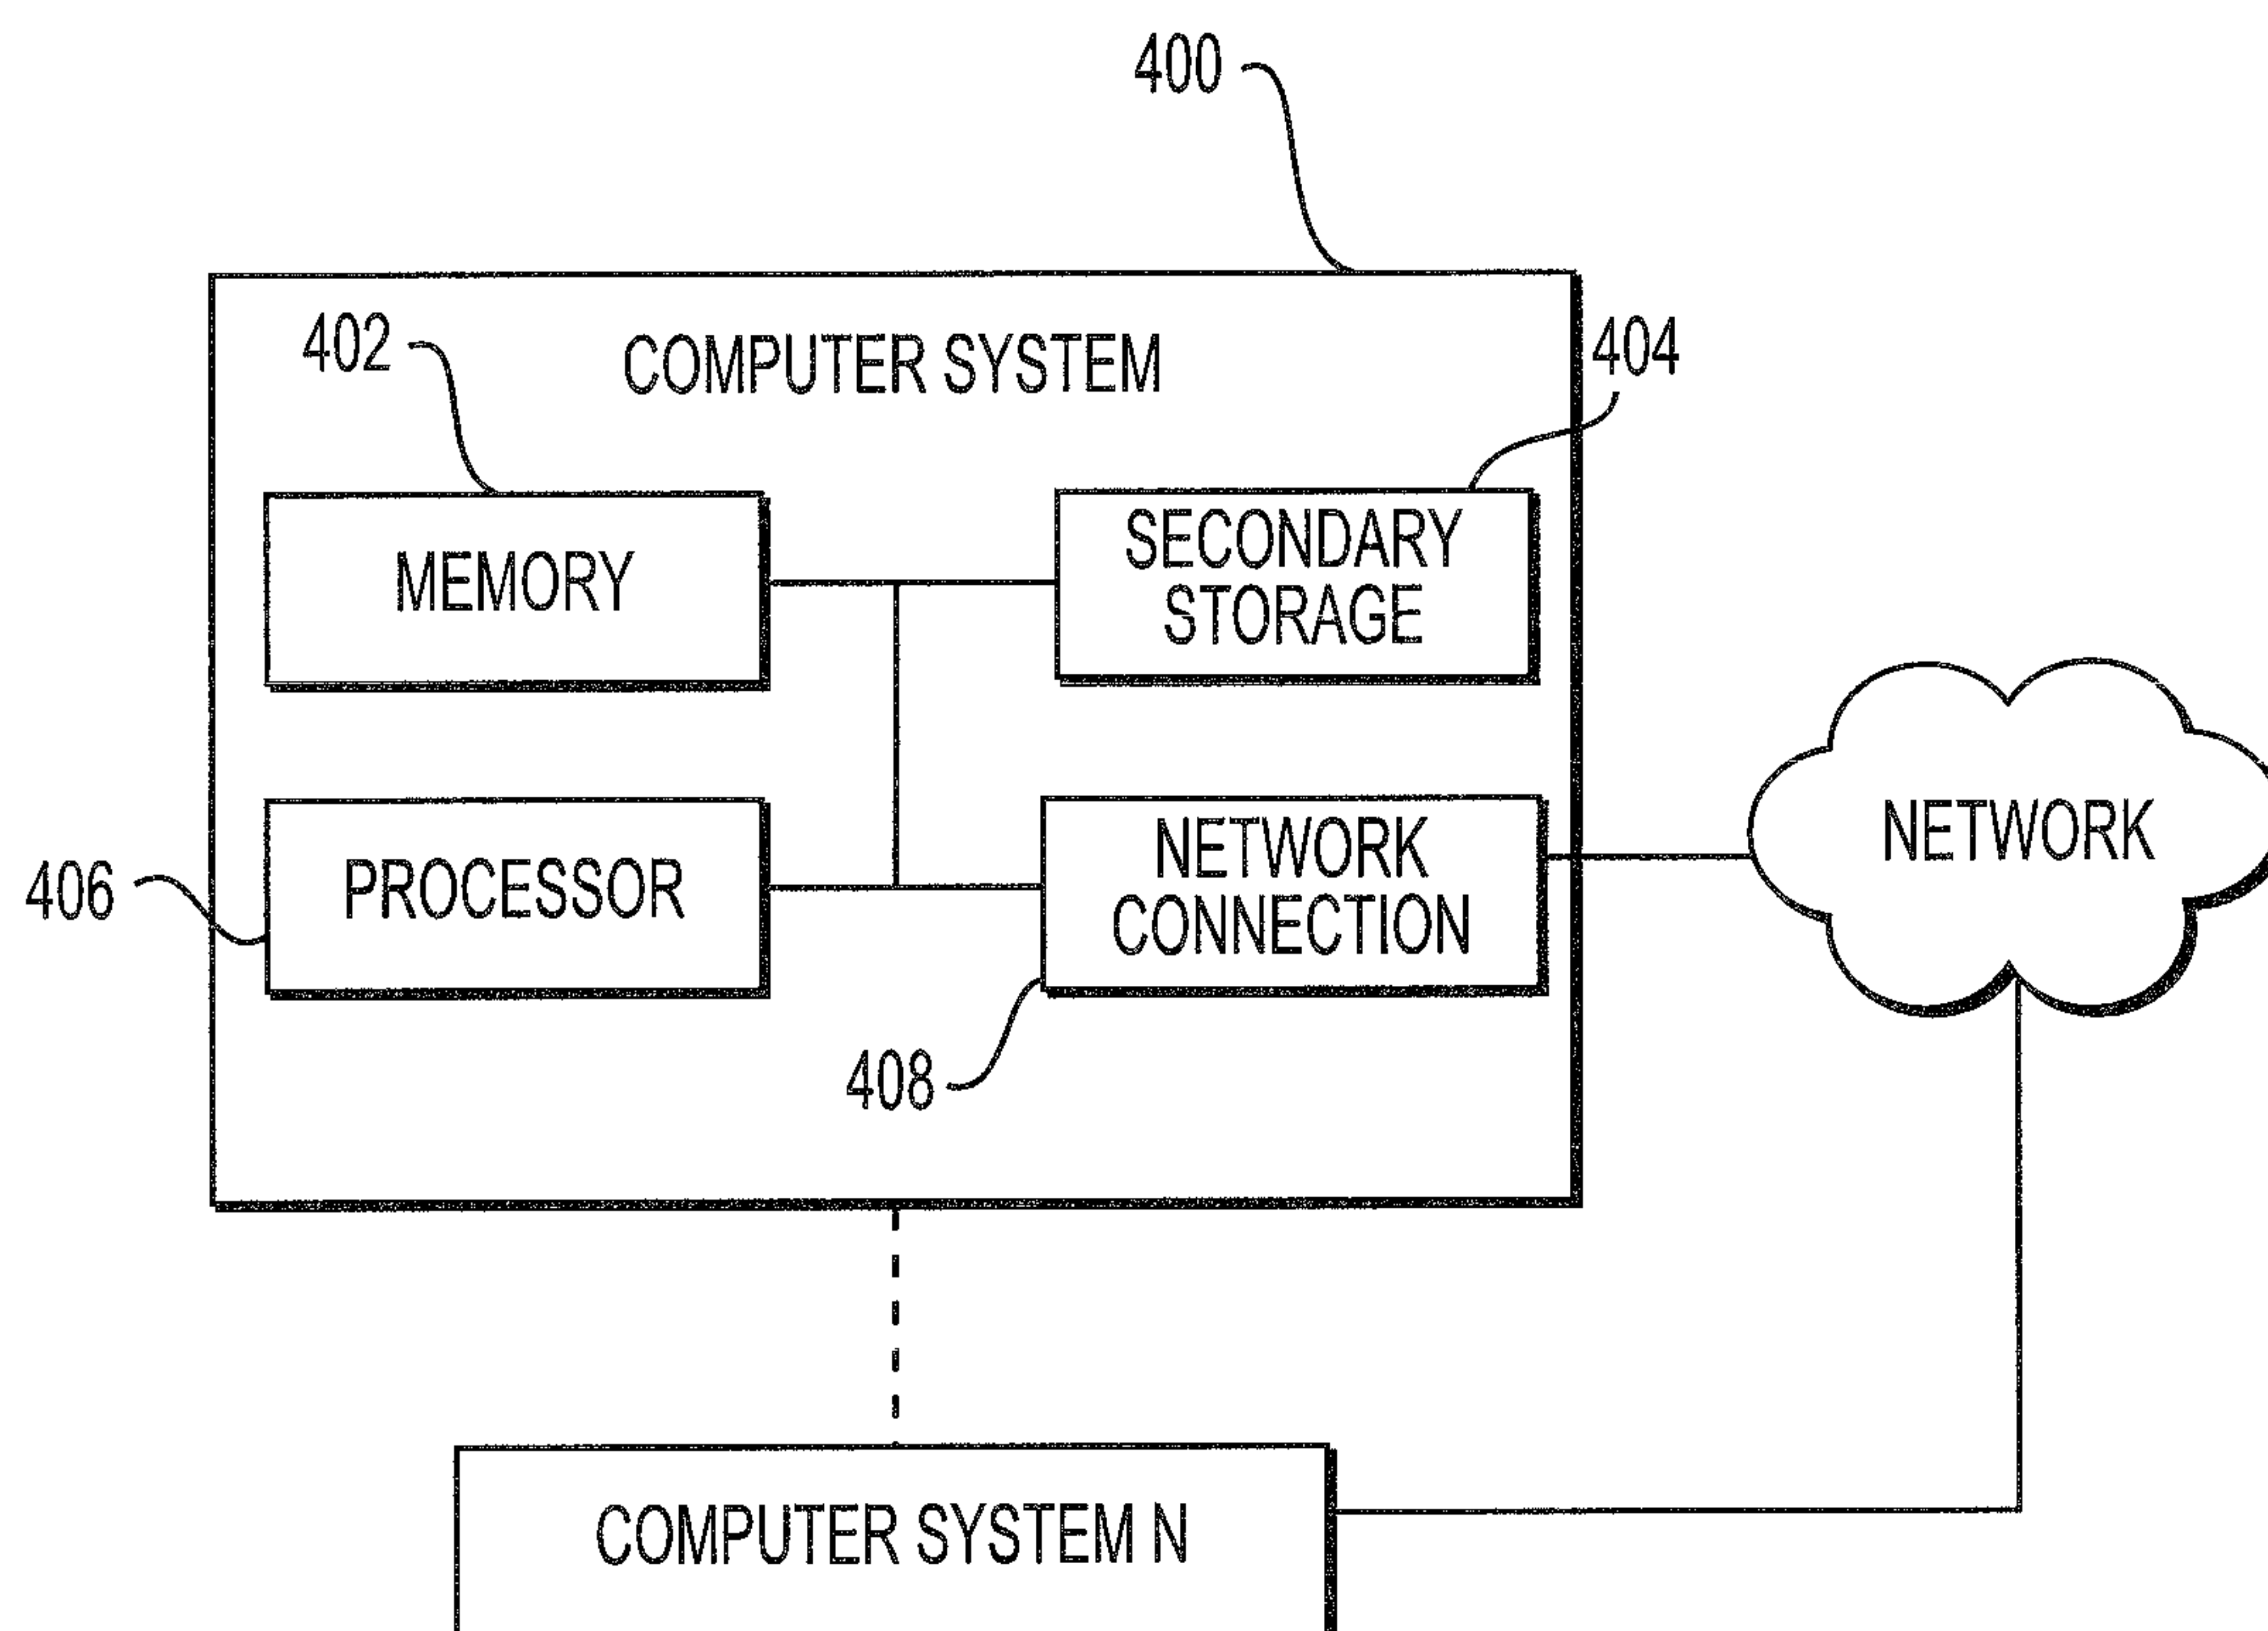 400
402
COMPUTER SYSTEM
404
MEMORY
SECONDARY
STORAGE
406
PROCESSOR
NETWORK
CONNECTION
NETWORK
408
COMPUTER SYSTEM N